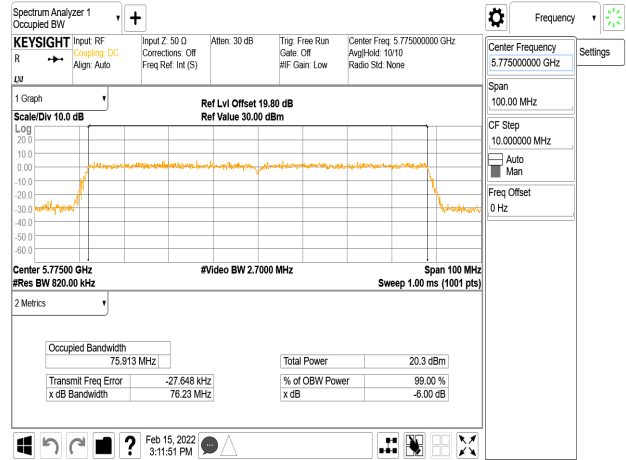 Spectrum Analyzer 1
Occupied BW
Frequency
KEYSIGHT
R
Input: RF
Coupling: DC
Align: Auto
Input Z: 50 Ω
Corrections: Off
Freq Ref: Int (S)
Atten: 30 dB
Trig: Free Run
Gate: Off
#IF Gain: Low
Center Freq: 5.775000000 GHz
Avg|Hold: 10/10
Radio Std: None
Center Frequency
5.775000000 GHz
Settings
Span
100.00 MHz
CF Step
10.000000 MHz
Auto
Man
Freq Offset
0 Hz
1 Graph
Scale/Div 10.0 dB
Ref Lvl Offset 19.80 dB
Ref Value 30.00 dBm
Log
20.0
10.0
0.00
-10.0
-20.0
-30.0
-40.0
-50.0
-60.0
Center 5.77500 GHz
#Video BW 2.7000 MHz
Span 100 MHz
#Res BW 820.00 kHz
Sweep 1.00 ms (1001 pts)
2 Metrics
Occupied Bandwidth
75.913 MHz
Total Power 20.3 dBm
Transmit Freq Error -27.648 kHz
% of OBW Power 99.00 %
x dB Bandwidth 76.23 MHz
x dB -6.00 dB
?
Feb 15, 2022
3:11:51 PM